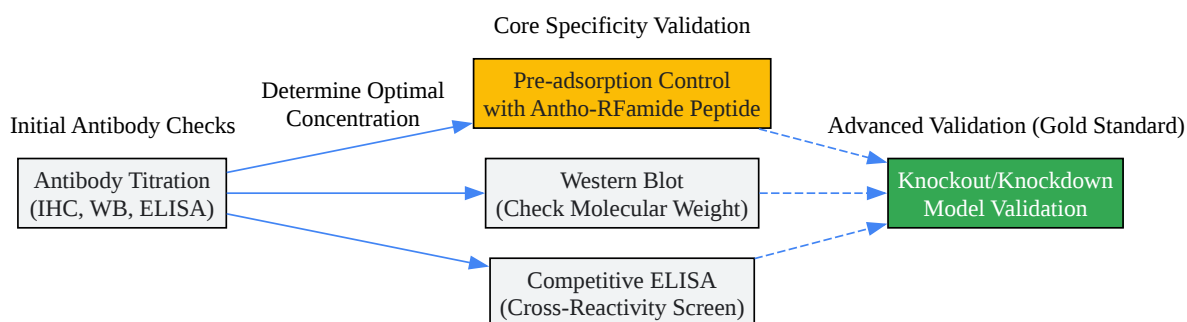 Core Specificity Validation
Pre-adsorption Control
with Antho-RFamide Peptide
Determine Optimal
Concentration
Initial Antibody Checks
Advanced Validation (Gold Standard)
Antibody Titration
(IHC, WB, ELISA)
Western Blot
(Check Molecular Weight)
Knockout/Knockdown
Model Validation
Competitive ELISA
(Cross-Reactivity Screen)